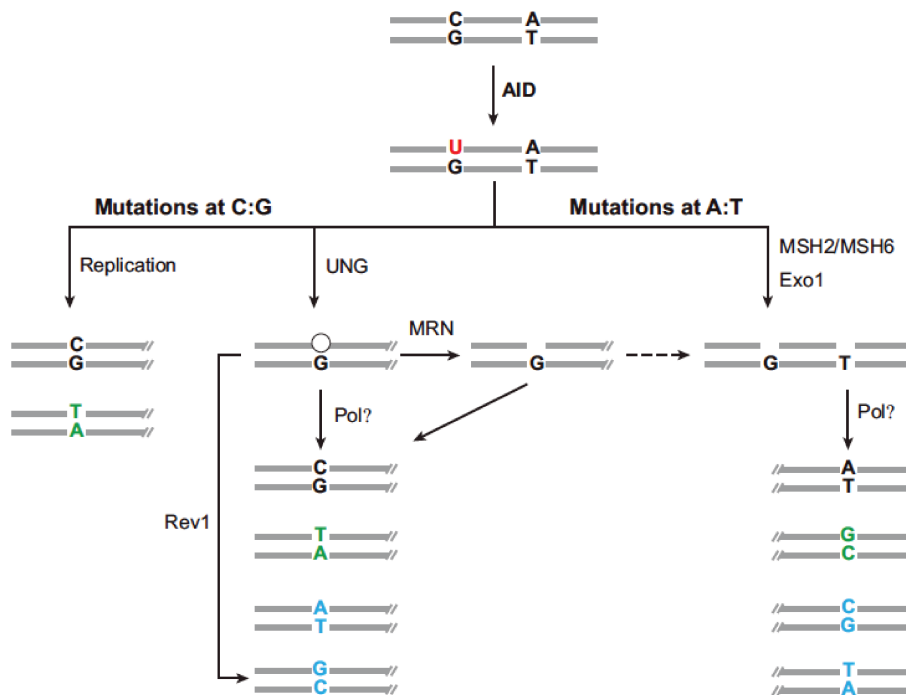 C A
G T
AID
U A
G T
Mutations at C:G
Mutations at A:T
Replication
UNG
MSH2/MSH6
Exo1
MRN
C
G
G
G
G T
T
A
Pol?
Pol?
C
G
A
T
Rev1
T
A
G
C
A
T
C
G
G
C
T
A